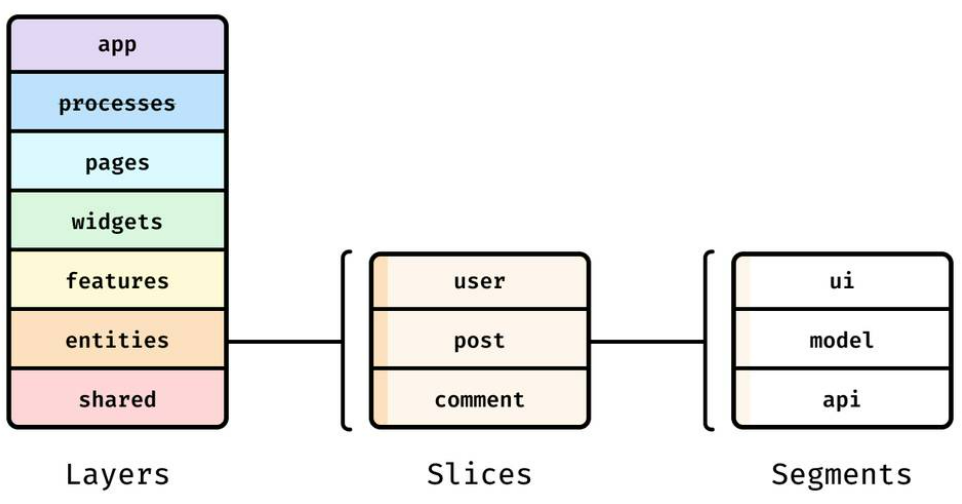 app
processes
pages
widgets
features
entities
shared
Layers
user
post
comment
Slices
ui
model
api
Segments